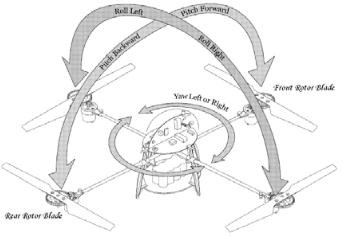 Roll Left
Pitch Forward
Pitch Backward
Roll Right
Front Rotor Blade
Yaw Left or Right
Rear Rotor Blade